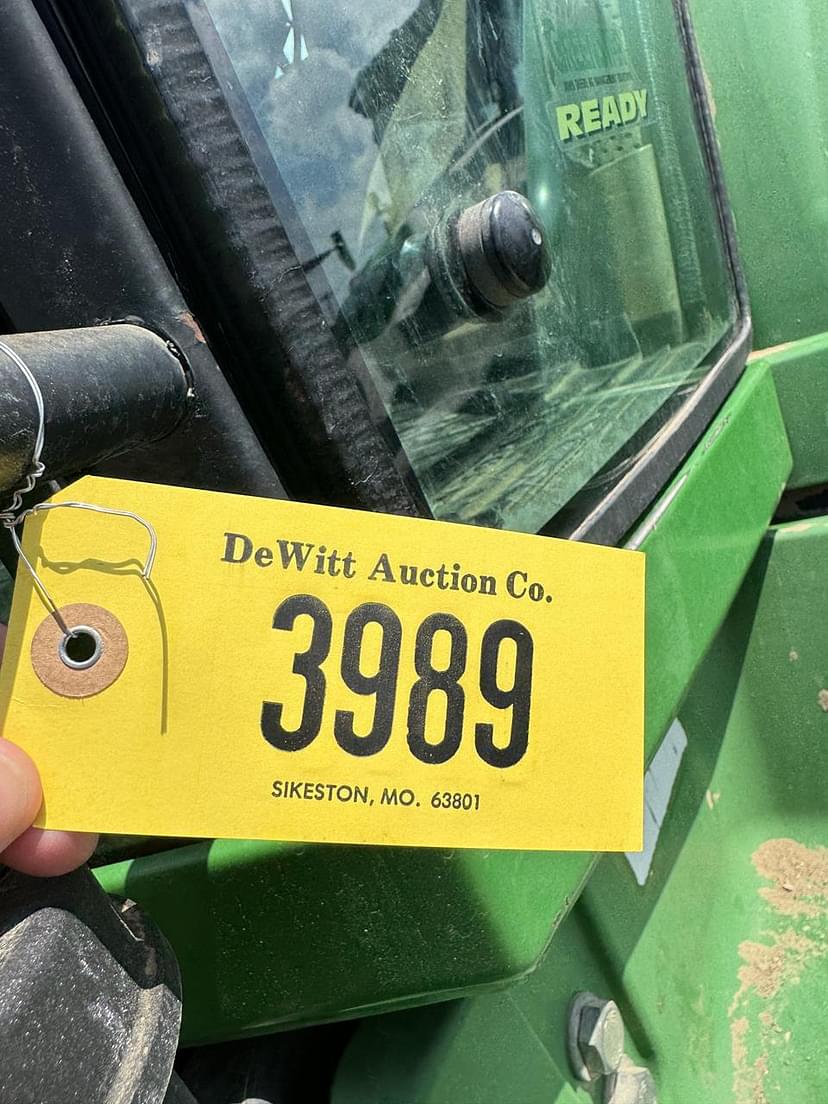 READY
DeWitt Auction Co.
3989
SIKESTON, MO. 63801